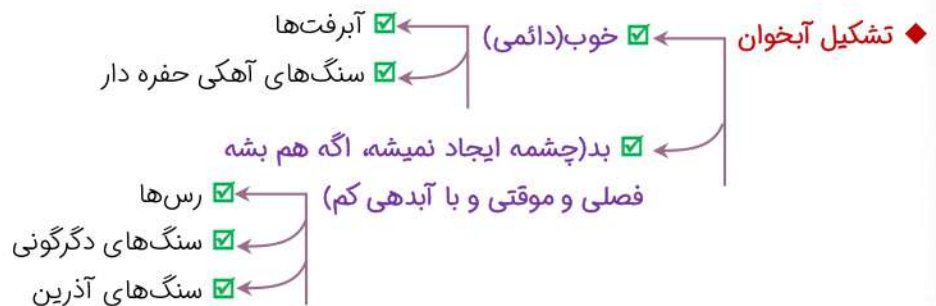 تشکیل آبخوان
خوب(دائمی)
آبرفت‌ها
سنگ‌های آهکی حفره دار
بد(چشمه ایجاد نمیشه، اگه هم بشه
فصلی و موقتی و با آبدهی کم)
رس‌ها
سنگ‌های دگرگونی
سنگ‌های آذرین